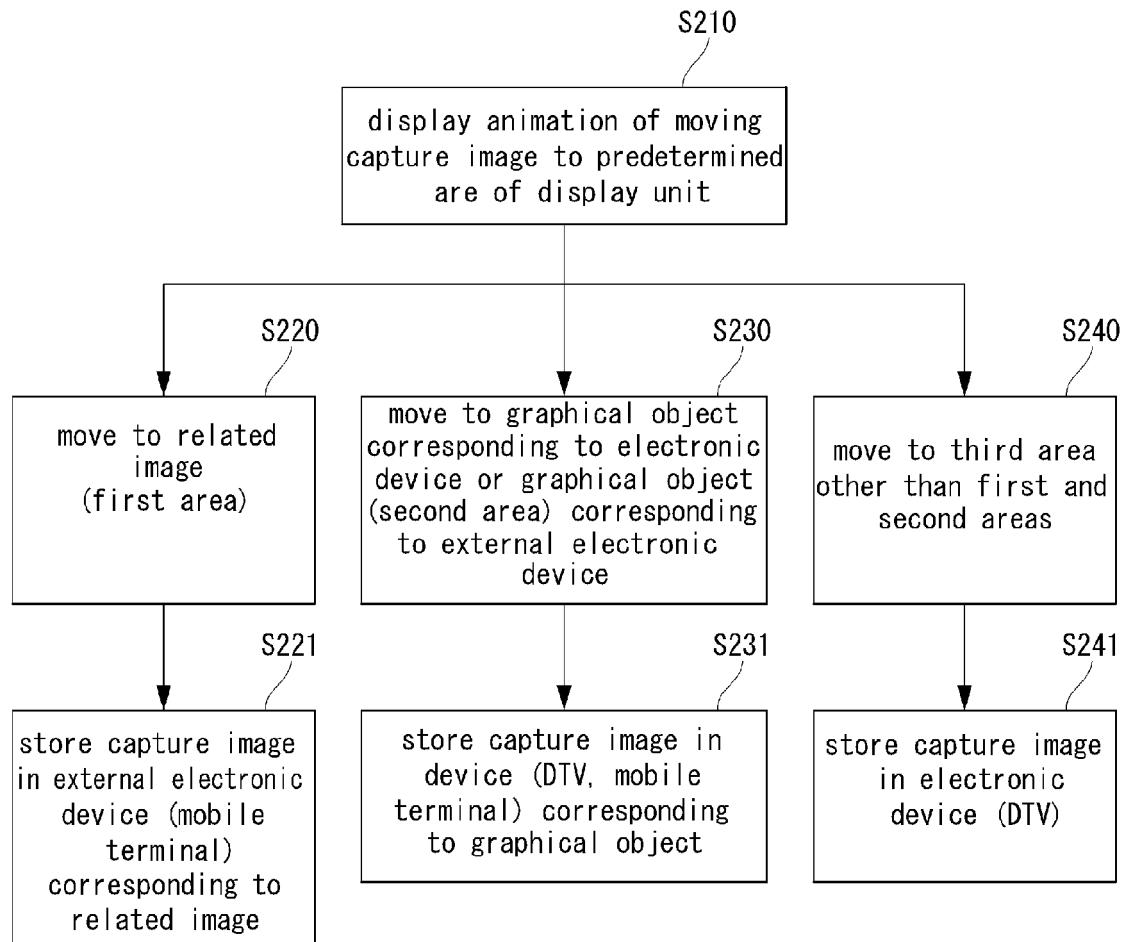 S210
display animation of moving
capture image to predetermined
are of display unit
S220
move to related
image
(first area)
S230
move to graphical object
corresponding to electronic
device or graphical object
(second area) corresponding
to external electronic
device
S240
move to third area
other than first and
second areas
S221
store capture image
in external electronic
device (mobile
terminal)
corresponding to
related image
S231
store capture image in
device (DTV, mobile
terminal) corresponding
to graphical object
S241
store capture image
in electronic
device (DTV)